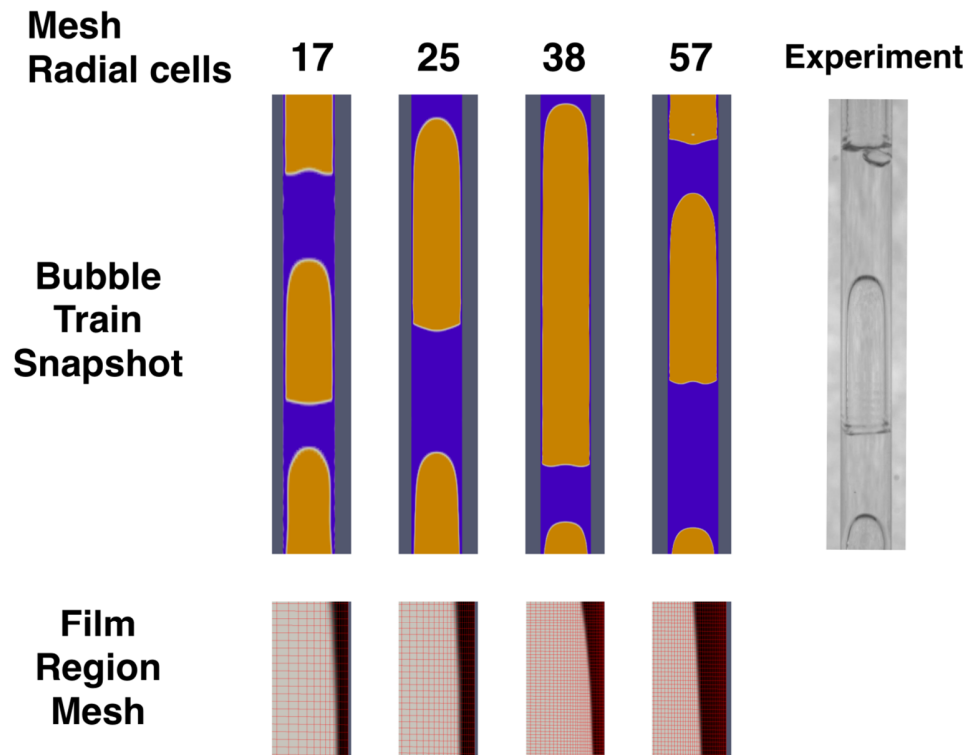 Mesh
Radial cells
17
25
38
57
Experiment
Bubble
Train
Snapshot
Film
Region
Mesh